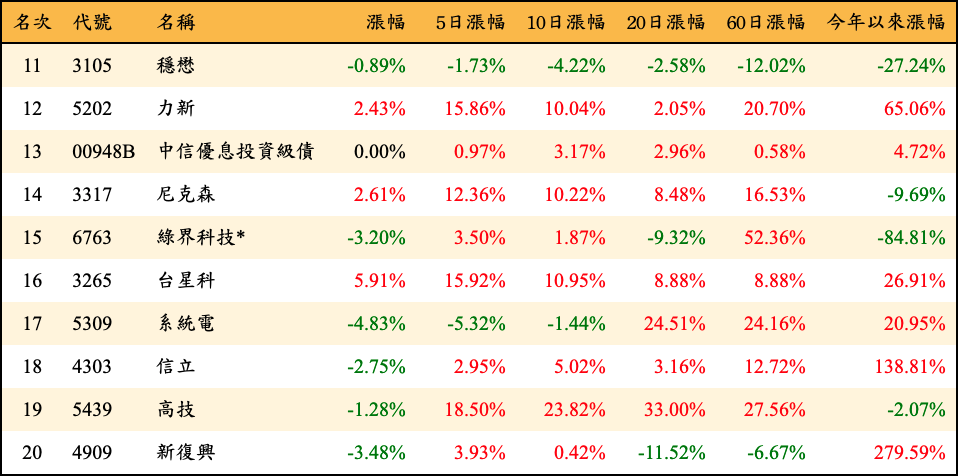 名次 代號 名稱 漲幅 5日漲幅 10日漲幅 20日漲幅 60日漲幅 今年以來漲幅
11 3105 穩懋 -0.89% -1.73% -4.22% -2.58% -12.02% -27.24%
12 5202 力新 2.43% 15.86% 10.04% 2.05% 20.70% 65.06%
13 00948B 中信優息投資級債 0.00% 0.97% 3.17% 2.96% 0.58% 4.72%
14 3317 尼克森 2.61% 12.36% 10.22% 8.48% 16.53% -9.69%
15 6763 綠界科技* -3.20% 3.50% 1.87% -9.32% 52.36% -84.81%
16 3265 台星科 5.91% 15.92% 10.95% 8.88% 8.88% 26.91%
17 5309 系統電 -4.83% -5.32% -1.44% 24.51% 24.16% 20.95%
18 4303 信立 -2.75% 2.95% 5.02% 3.16% 12.72% 138.81%
19 5439 高技 -1.28% 18.50% 23.82% 33.00% 27.56% -2.07%
20 4909 新復興 -3.48% 3.93% 0.42% -11.52% -6.67% 279.59%